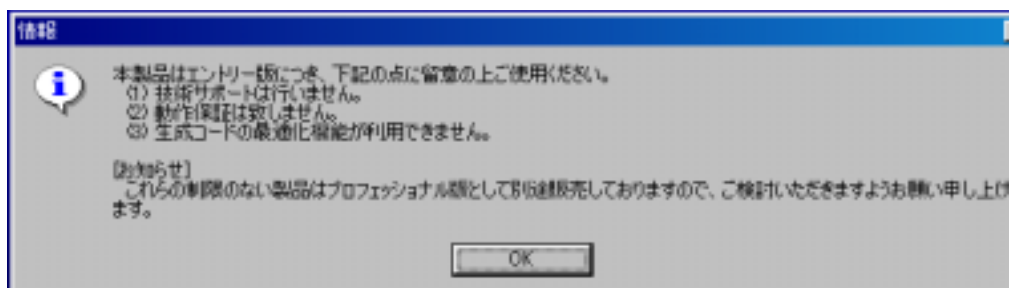 情報
本製品はエントリー版につき、下記の点に留意の上ご使用ください。
(1) 技術サポートは行いません。
(2) 動作保証は致しません。
(3) 生成コードの最適化機能が利用できません。
[お知らせ]
これらの制限のない製品はプロフェッショナル版として別途販売しておりますので、ご検討いただきますようお願い申し上げ
ます。
OK